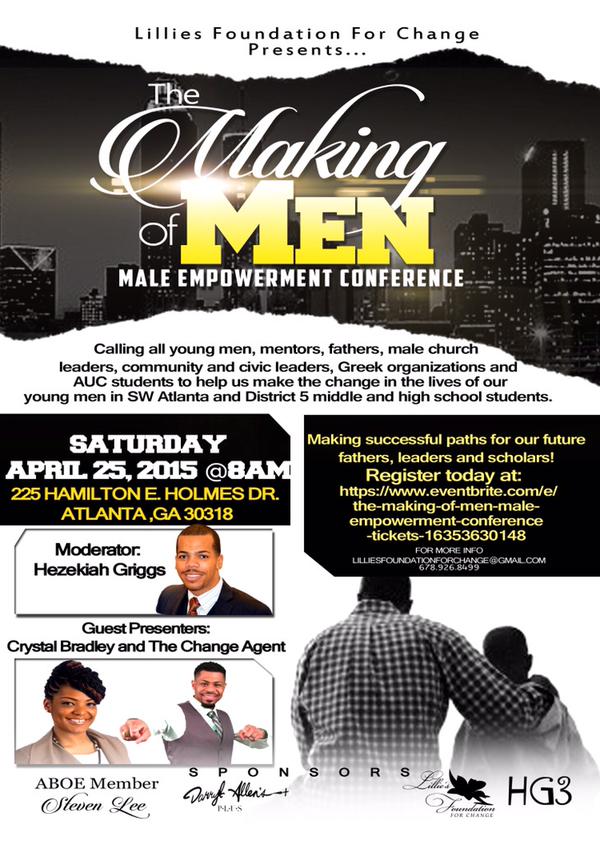 Lillies Foundation For Change
Presents...
The
Making
of MEN
MALE EMPOWERMENT CONFERENCE
Calling all young men, mentors, fathers, male church
leaders, community and civic leaders, Greek organizations and
AUC students to help us make the change in the lives of our
young men in SW Atlanta and District 5 middle and high school students.
SATURDAY
APRIL 25, 2015 @8AM
225 HAMILTON E. HOLMES DR.
ATLANTA ,GA 30318
Making successful paths for our future
fathers, leaders and scholars!
Register today at:
https://www.eventbrite.com/e/
the-making-of-men-male-
empowerment-conference
-tickets-16353630148
FOR MORE INFO
LILLIESFOUNDATIONFORCHANGE@GMAIL.COM
678.926.8499
Moderator:
Hezekiah Griggs
Guest Presenters:
Crystal Bradley and The Change Agent
SPONSORS
ABOE Member
Steven Lee
Darryl Allen's
Lillie's
Foundation
FOR CHANGE
HG3